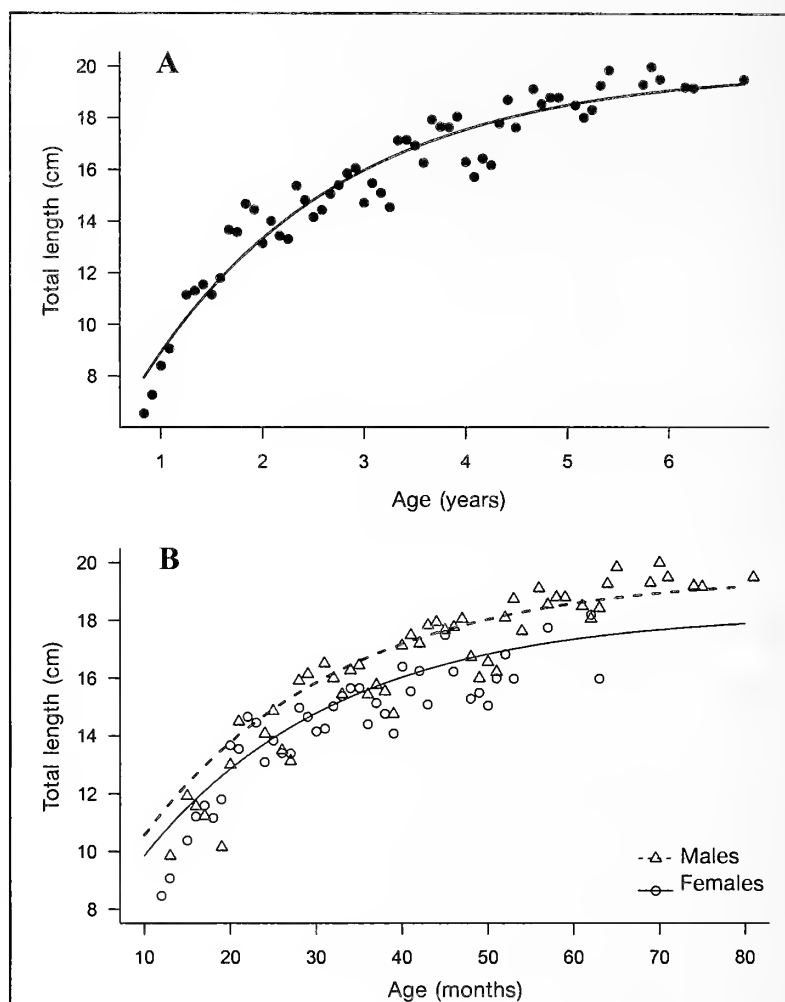 A
20
18
16
14
12
10
8
Total length (cm)
1 2 3 4 5 6
Age (years)
B
20
18
16
14
12
10
8
Total length (cm)
Males
Females
10 20 30 40 50 60 70 80
Age (months)